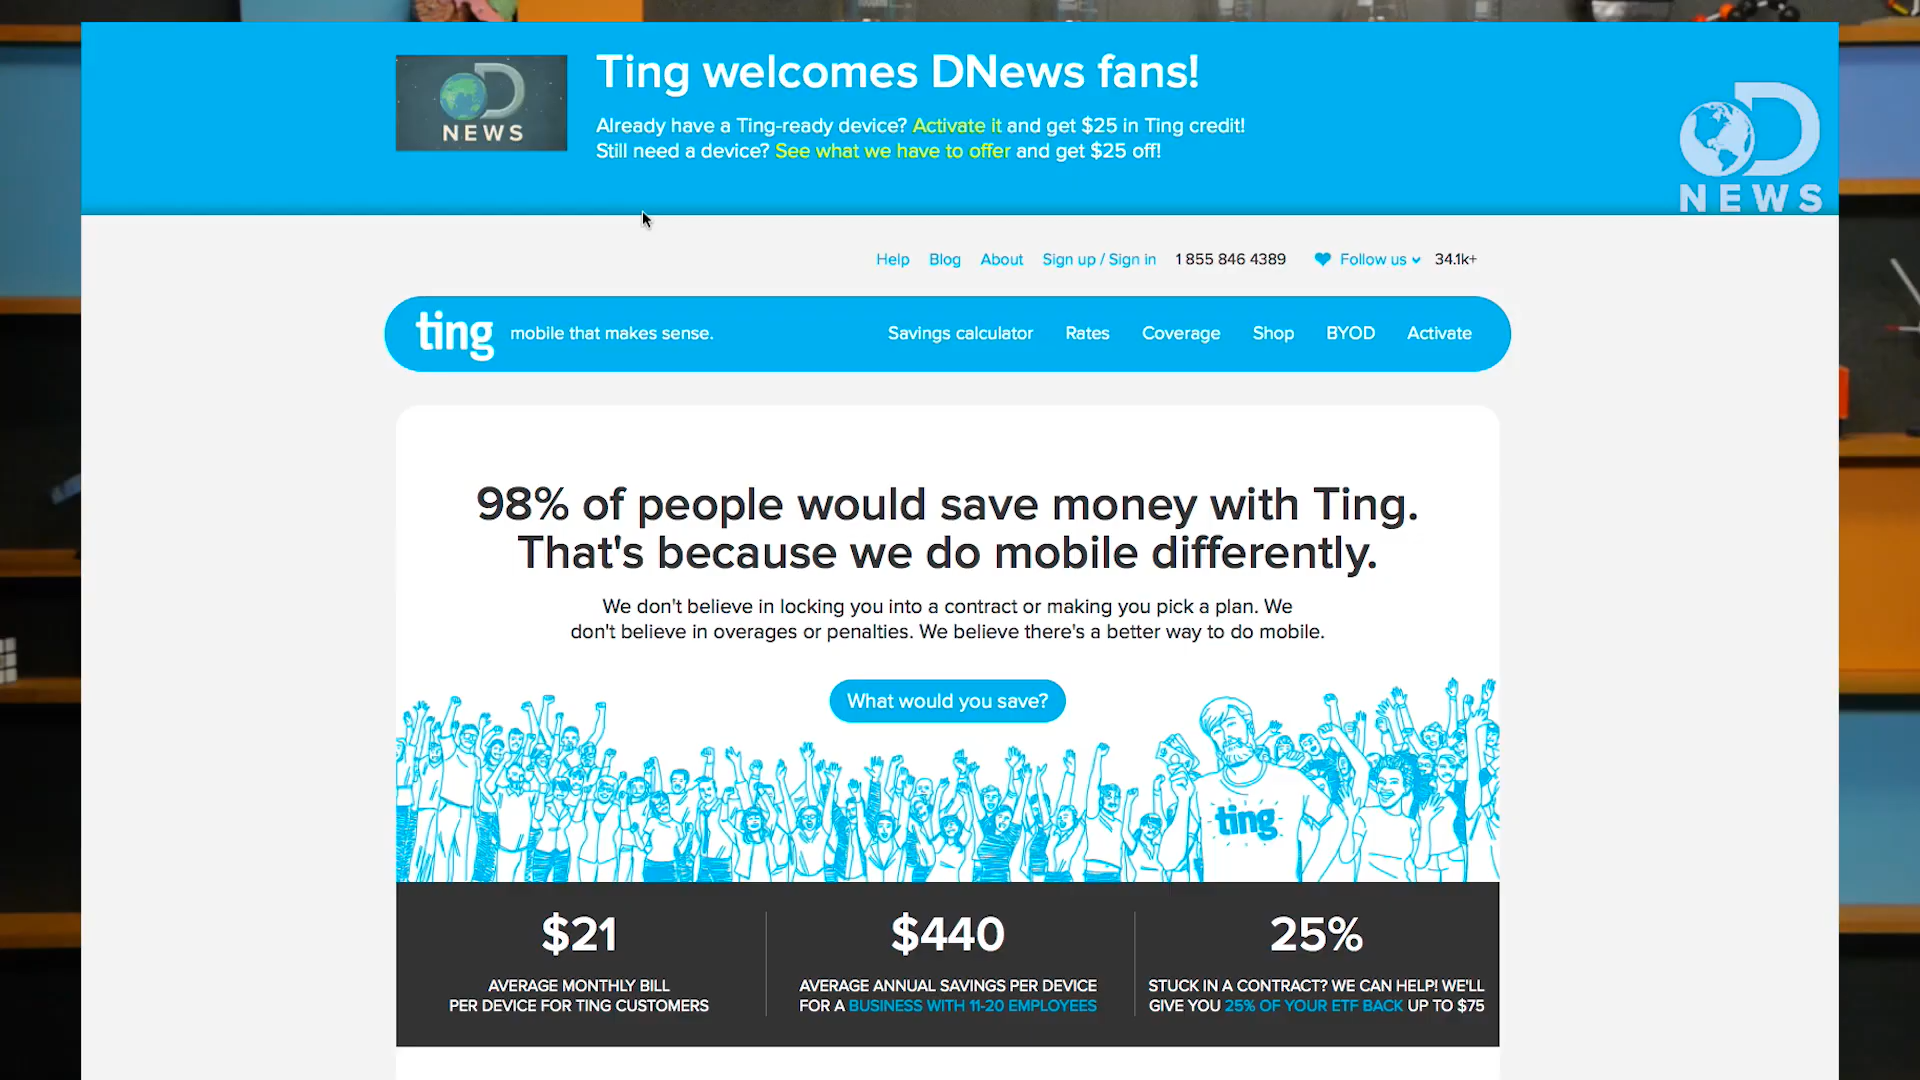 NEWS
Ting welcomes DNews fans!
Already have a Ting-ready device? Activate it and get $25 in Ting credit!
Still need a device? See what we have to offer and get $25 off!
NEWS
Help Blog About Sign up / Sign in 1 855 846 4389 Follow us 34.1k+
ting mobile that makes sense. Savings calculator Rates Coverage Shop BYOD Activate
98% of people would save money with Ting.
That's because we do mobile differently.
We don't believe in locking you into a contract or making you pick a plan. We
don't believe in overages or penalties. We believe there's a better way to do mobile.
What would you save?
ting
$21
AVERAGE MONTHLY BILL
PER DEVICE FOR TING CUSTOMERS
$440
AVERAGE ANNUAL SAVINGS PER DEVICE
FOR A BUSINESS WITH 11-20 EMPLOYEES
25%
STUCK IN A CONTRACT? WE CAN HELP! WE'LL
GIVE YOU 25% OF YOUR ETF BACK UP TO $75